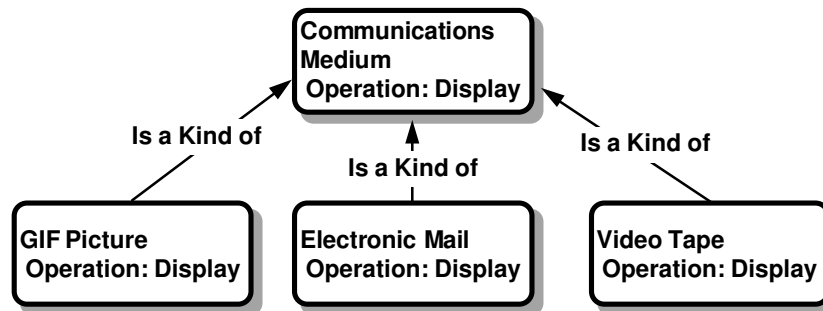 Communications
Medium
Operation: Display
Is a Kind of
Is a Kind of
Is a Kind of
GIF Picture
Operation: Display
Electronic Mail
Operation: Display
Video Tape
Operation: Display